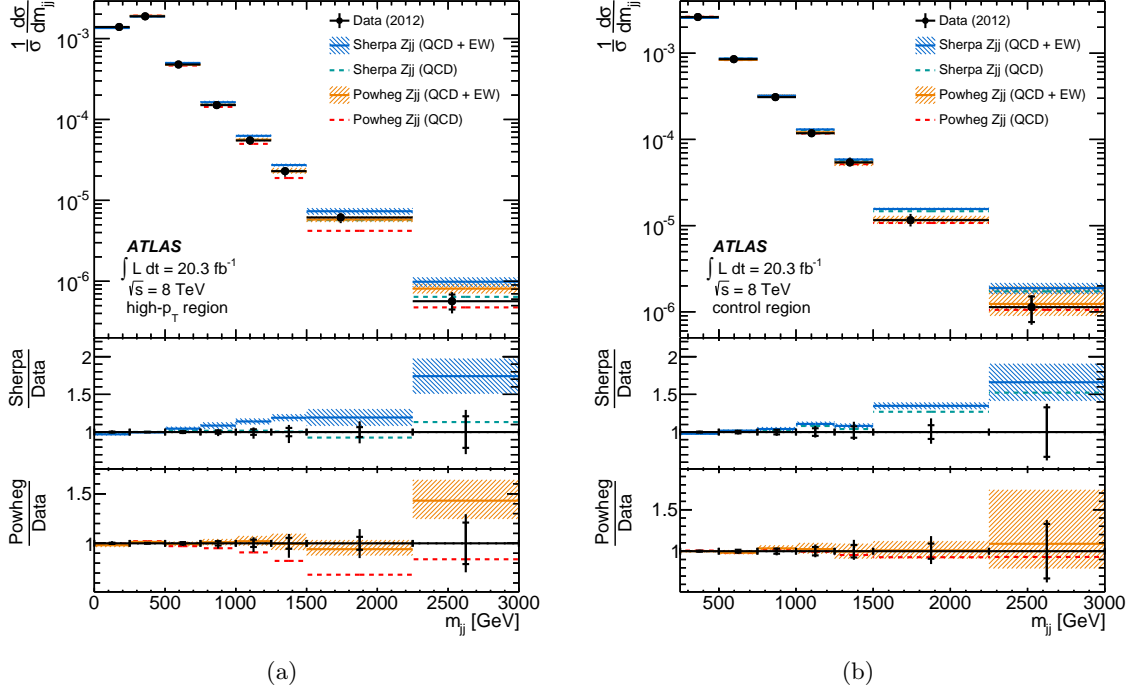 1/σ dσ/dm_jj
10⁻³
10⁻⁴
10⁻⁵
10⁻⁶
Data (2012)
Sherpa Zjj (QCD + EW)
Sherpa Zjj (QCD)
Powheg Zjj (QCD + EW)
Powheg Zjj (QCD)
ATLAS
∫ L dt = 20.3 fb⁻¹
√s = 8 TeV
high-p_T region
Sherpa/Data
2
1.5
1
Powheg/Data
1.5
1
0 500 1000 1500 2000 2500 3000
m_jj [GeV]
(a)
1/σ dσ/dm_jj
10⁻³
10⁻⁴
10⁻⁵
10⁻⁶
Data (2012)
Sherpa Zjj (QCD + EW)
Sherpa Zjj (QCD)
Powheg Zjj (QCD + EW)
Powheg Zjj (QCD)
ATLAS
∫ L dt = 20.3 fb⁻¹
√s = 8 TeV
control region
Sherpa/Data
2
1.5
1
Powheg/Data
1.5
1
500 1000 1500 2000 2500 3000
m_jj [GeV]
(b)